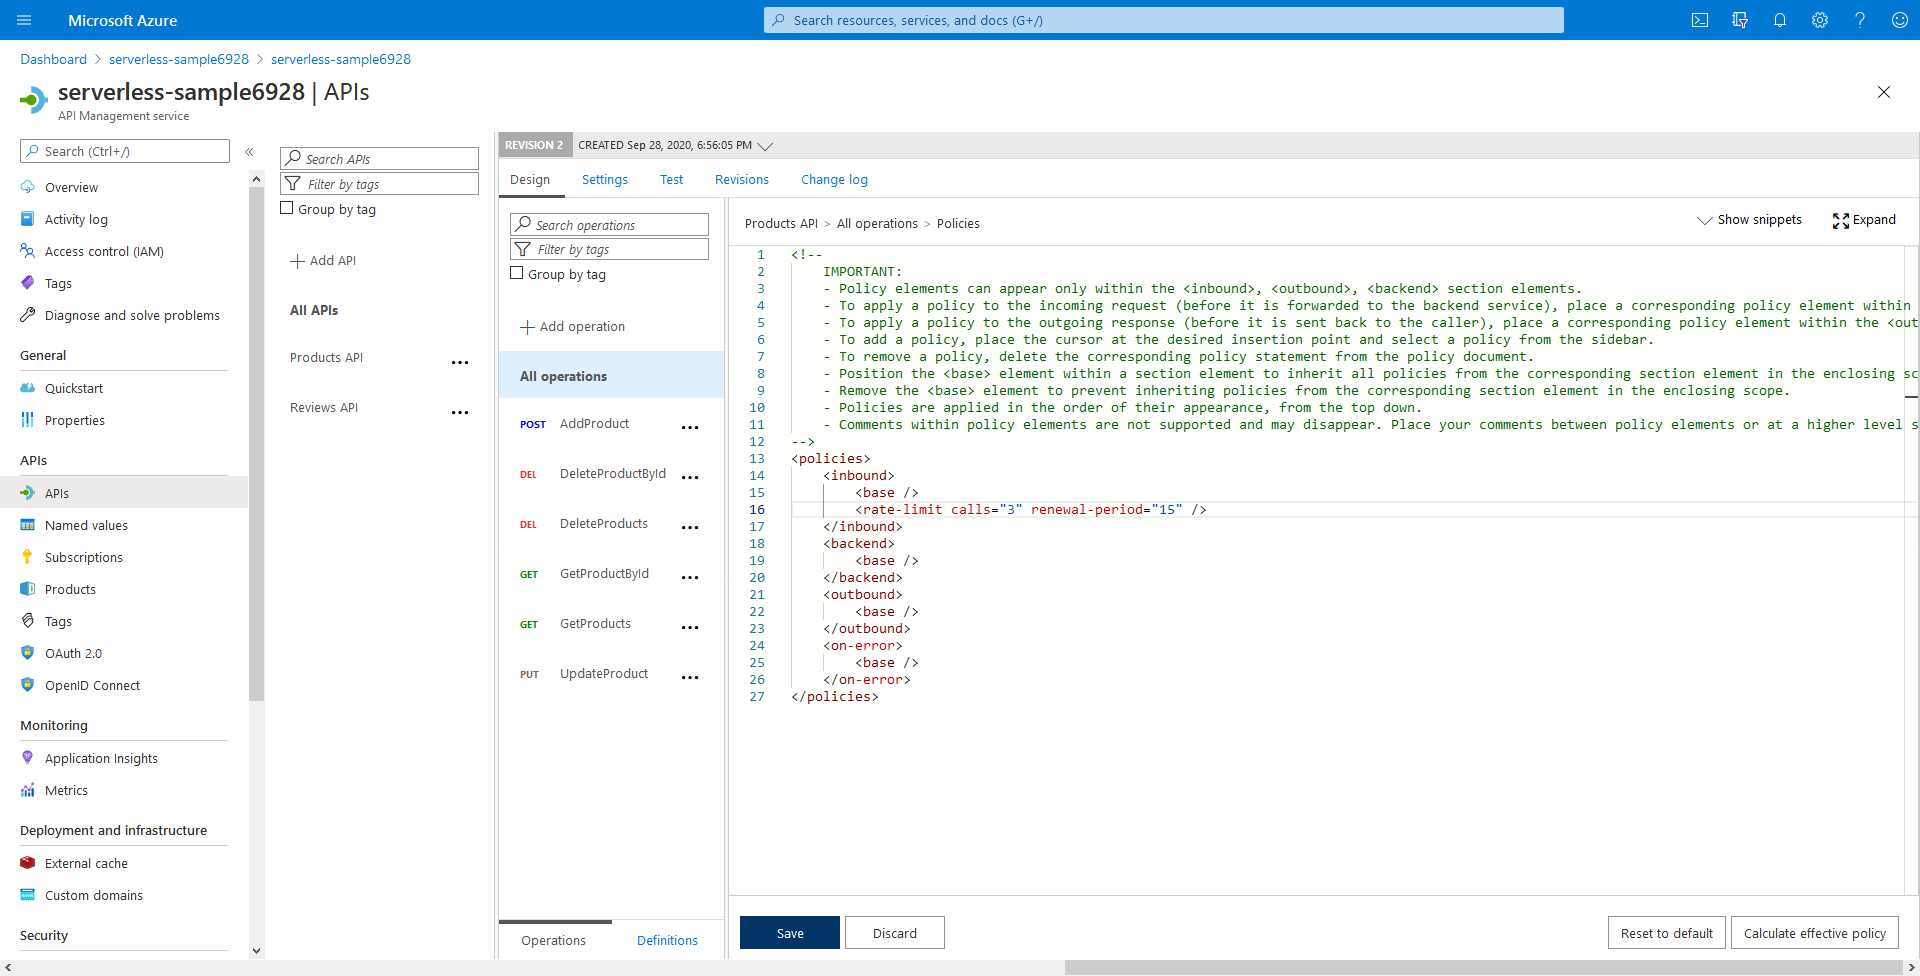 Microsoft Azure
Search resources, services, and docs (G+/)
Dashboard > serverless-sample6928 > serverless-sample6928
serverless-sample6928 | APIs
API Management service
Search (Ctrl+/)
Overview
Activity log
Access control (IAM)
Tags
Diagnose and solve problems
General
Quickstart
Properties
APIs
APIs
Named values
Subscriptions
Products
Tags
OAuth 2.0
OpenID Connect
Monitoring
Application Insights
Metrics
Deployment and infrastructure
External cache
Custom domains
Security
Search APIs
Filter by tags
Group by tag
Add API
All APIs
Products API
Reviews API
REVISION 2 CREATED Sep 28, 2020, 6:56:05 PM
Design Settings Test Revisions Change log
Search operations
Filter by tags
Group by tag
Add operation
All operations
POST AddProduct
DEL DeleteProductById
DEL DeleteProducts
GET GetProductById
GET GetProducts
PUT UpdateProduct
Operations Definitions
Products API > All operations > Policies
Show snippets Expand
1 <!--
2 IMPORTANT:
3 - Policy elements can appear only within the <inbound>, <outbound>, <backend> section elements.
4 - To apply a policy to the incoming request (before it is forwarded to the backend service), place a corresponding policy element within
5 - To apply a policy to the outgoing response (before it is sent back to the caller), place a corresponding policy element within the <out
6 - To add a policy, place the cursor at the desired insertion point and select a policy from the sidebar.
7 - To remove a policy, delete the corresponding policy statement from the policy document.
8 - Position the <base> element within a section element to inherit all policies from the corresponding section element in the enclosing sc
9 - Remove the <base> element to prevent inheriting policies from the corresponding section element in the enclosing scope.
10 - Policies are applied in the order of their appearance, from the top down.
11 - Comments within policy elements are not supported and may disappear. Place your comments between policy elements or at a higher level s
12 -->
13 <policies>
14 <inbound>
15 <base />
16 <rate-limit calls="3" renewal-period="15" />
17 </inbound>
18 <backend>
19 <base />
20 </backend>
21 <outbound>
22 <base />
23 </outbound>
24 <on-error>
25 <base />
26 </on-error>
27 </policies>
Save Discard Reset to default Calculate effective policy